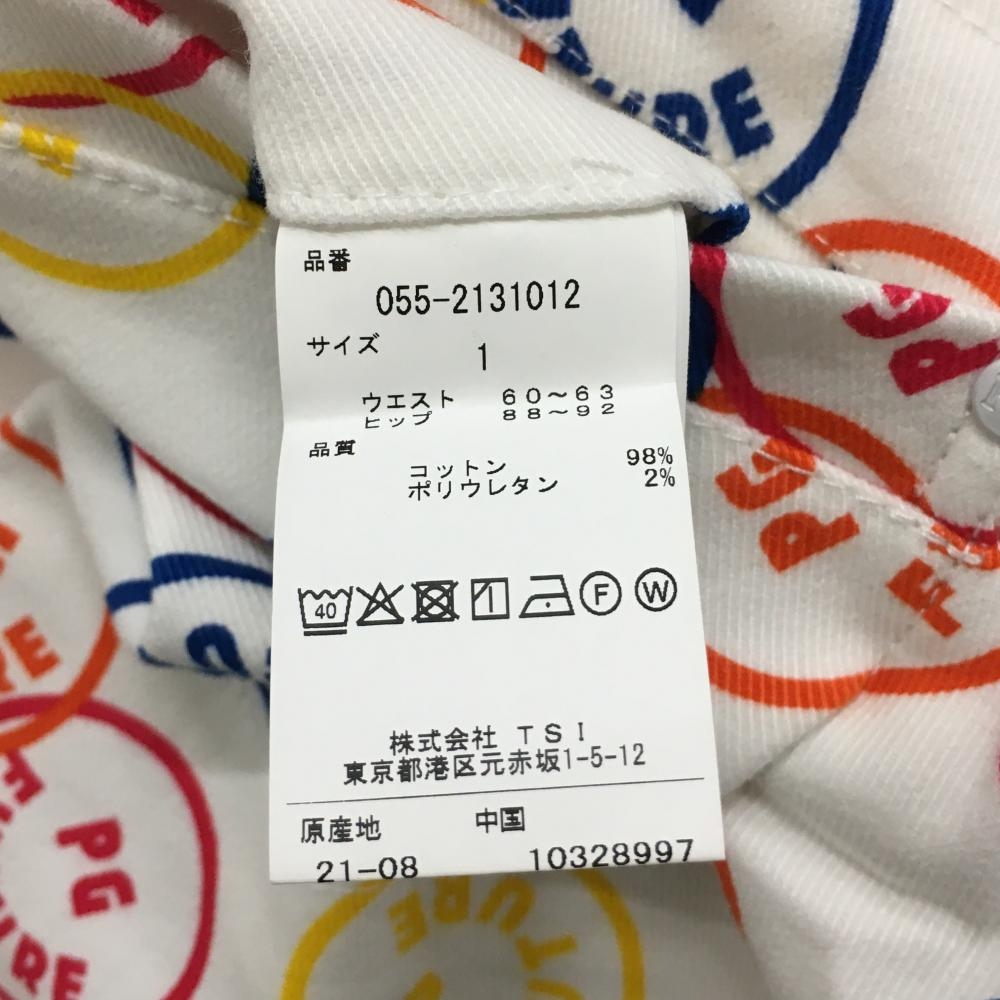 品番
055-2131012
サイズ
1
ウエスト 60～63
ヒップ 88～92
品質
コットン 98%
ポリウレタン 2%
40
F
W
株式会社 TSI
東京都港区元赤坂1-5-12
原産地 中国
21-08 10328997
PG
URE
TURE